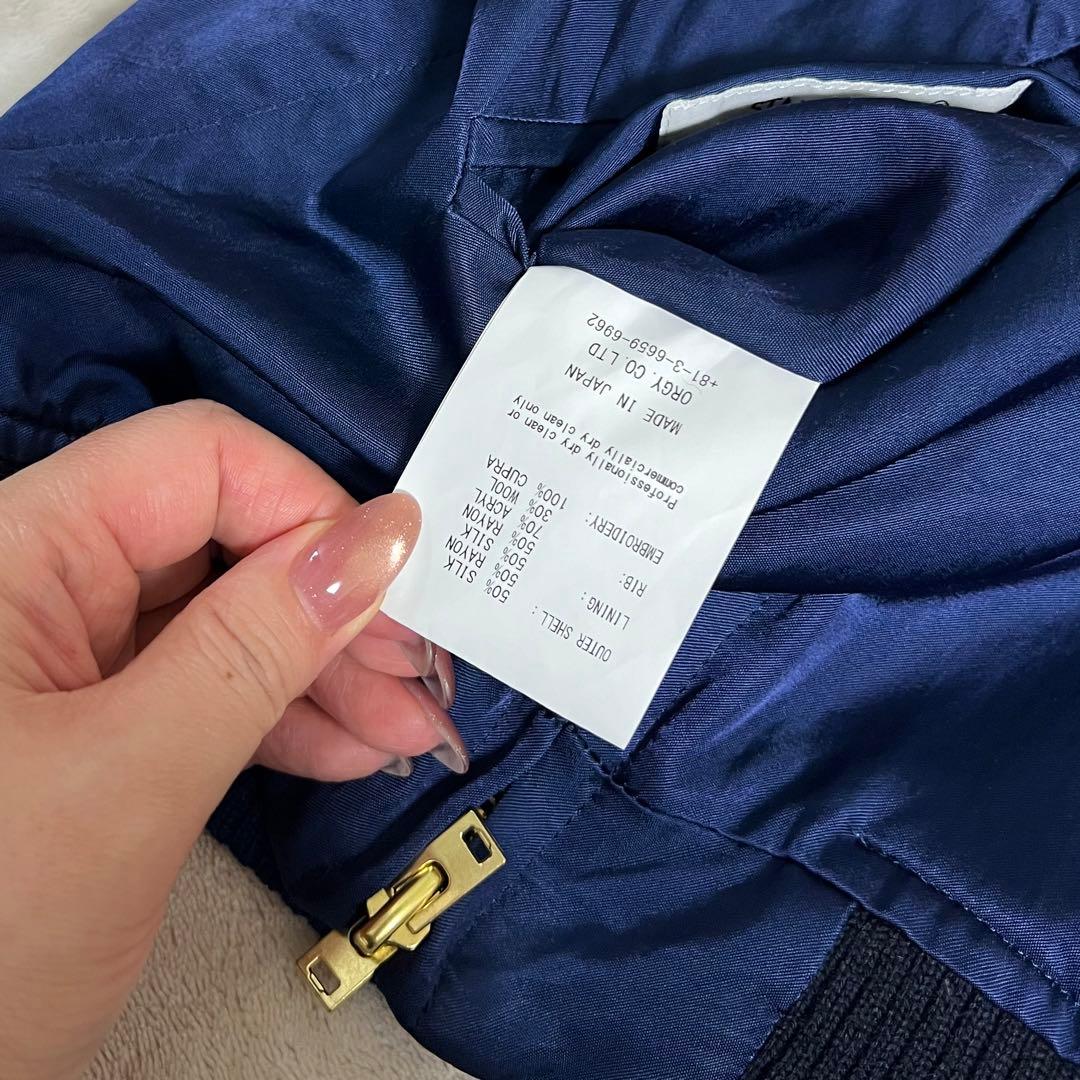 OUTER SHELL: 50% SILK
50% RAYON
LINING: 50% SILK
50% RAYON
RIB: 70% ACRYL
30% WOOL
EMBROIDERY: 100% CUPRA
Professionally dry clean or
commercially dry clean only
MADE IN JAPAN
ORGY. CO.LTD
+81-3-6659-6962